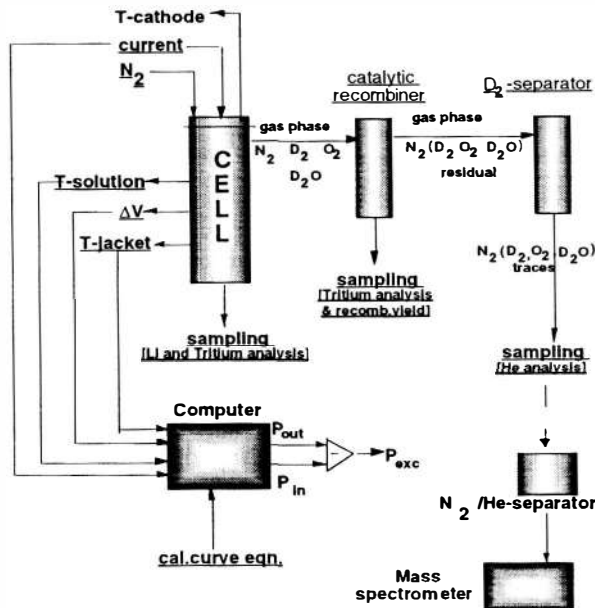 T-cathode
current
N2
catalytic
recombiner
D2-separator
gas phase
N2 D2 O2
D2O
gas phase
N2(D2 O2 D2O)
residual
CELL
T-solution
ΔV
T-jacket
N2(D2,O2,D2O)
traces
sampling
[Tritium analysis
& recomb.yield]
sampling
[Li and Tritium analysis]
sampling
[He analysis]
Computer
Pout
Pin
-
Pexc
cal.curve eqn.
N2/He-separator
Mass
spectrometer